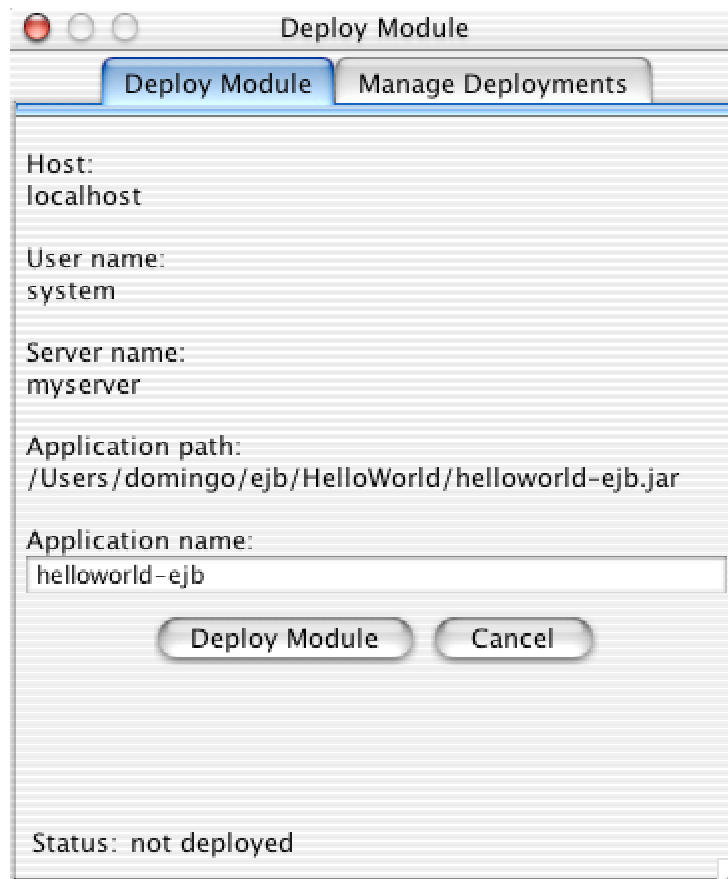 Deploy Module
Deploy Module Manage Deployments
Host:
localhost
User name:
system
Server name:
myserver
Application path:
/Users/domingo/ejb/HelloWorld/helloworld-ejb.jar
Application name:
helloworld-ejb
Deploy Module Cancel
Status: not deployed